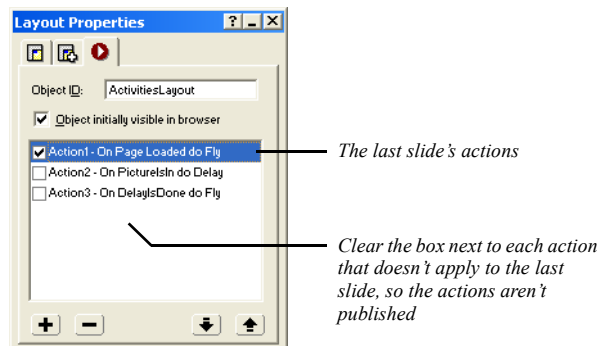 Layout Properties
Object ID: ActivitiesLayout
Object initially visible in browser
Action1 - On Page Loaded do Fly
Action2 - On PictureIsIn do Delay
Action3 - On DelayIsDone do Fly
The last slide’s actions
Clear the box next to each action
that doesn’t apply to the last
slide, so the actions aren’t
published